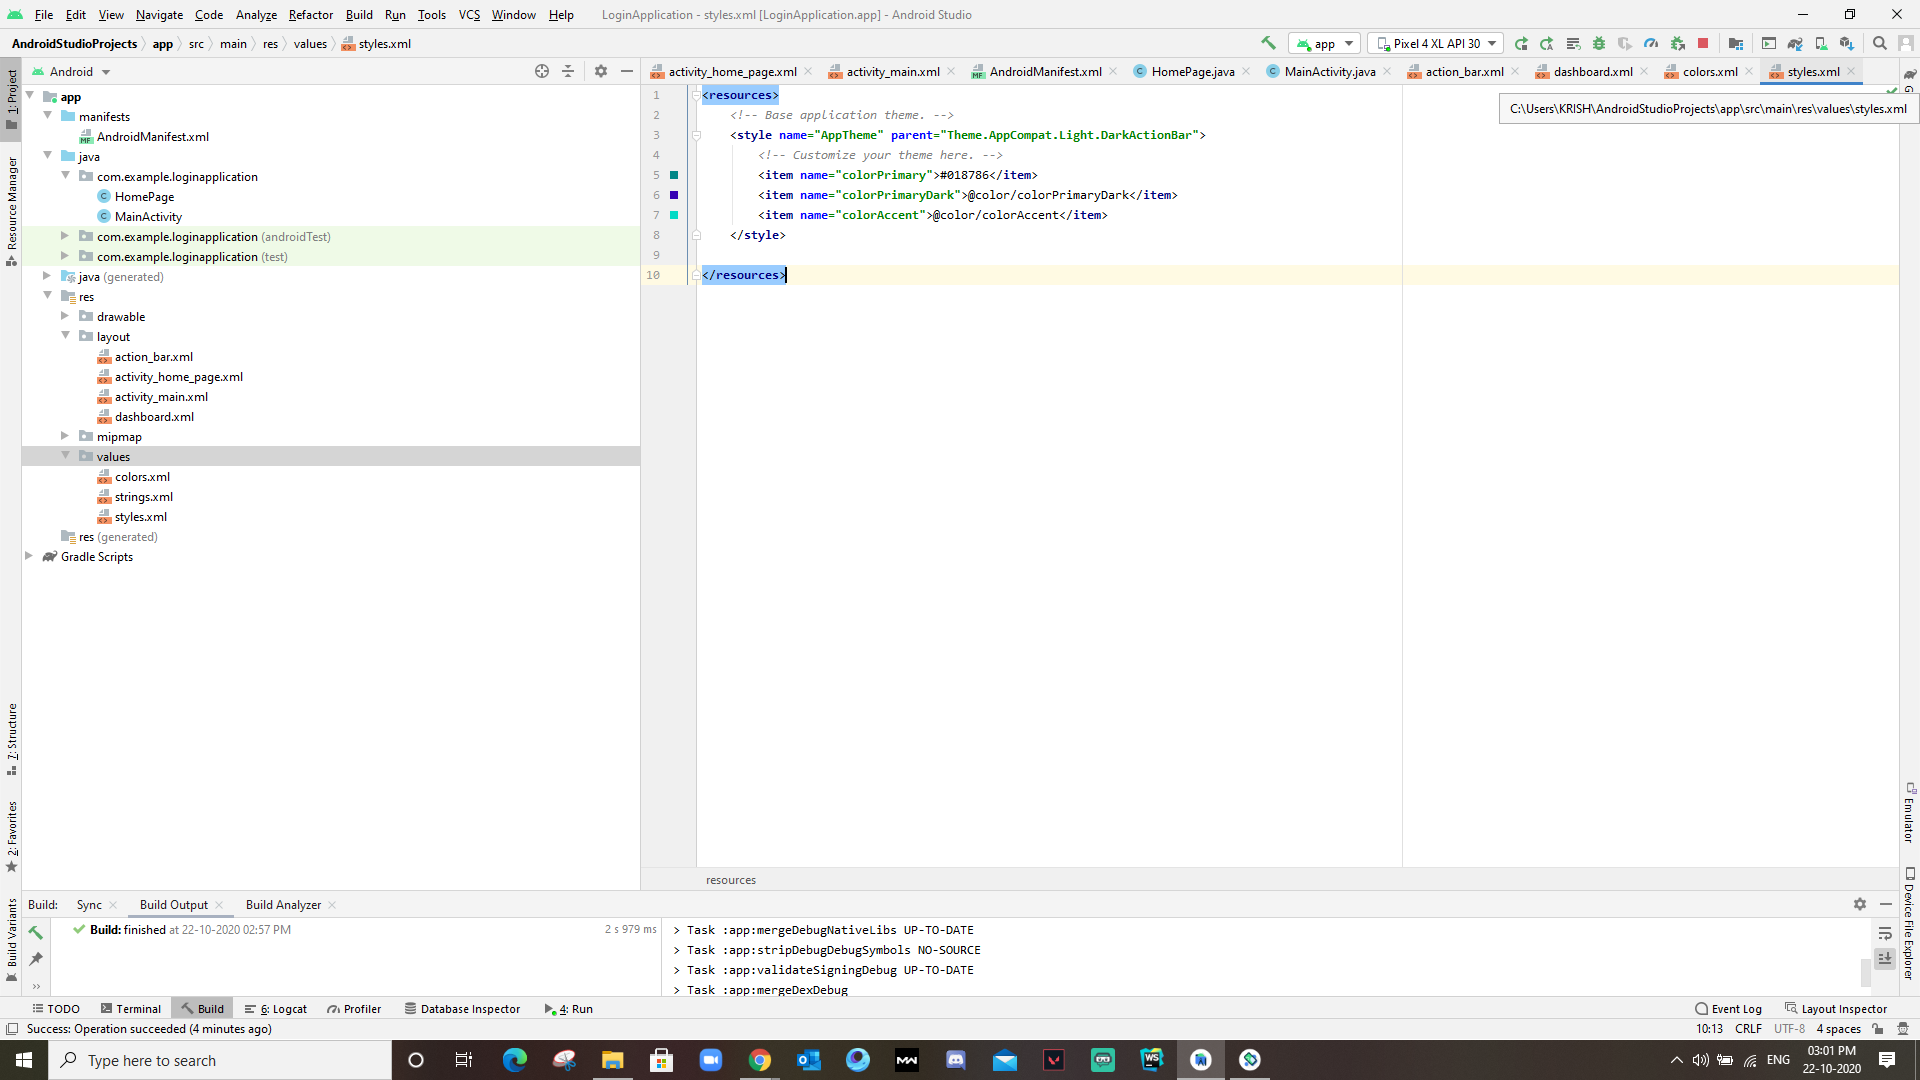 File Edit View Navigate Code Analyze Refactor Build Run Tools VCS Window Help LoginApplication - styles.xml [LoginApplication.app] - Android Studio
AndroidStudioProjects app src main res values styles.xml app Pixel 4 XL API 30
Android
activity_home_page.xml activity_main.xml AndroidManifest.xml HomePage.java MainActivity.java action_bar.xml dashboard.xml colors.xml styles.xml
C:\Users\KRISH\AndroidStudioProjects\app\src\main\res\values\styles.xml
1: Project
Resource Manager
7: Structure
2: Favorites
Build Variants
app
manifests
AndroidManifest.xml
java
com.example.loginapplication
HomePage
MainActivity
com.example.loginapplication (androidTest)
com.example.loginapplication (test)
java (generated)
res
drawable
layout
action_bar.xml
activity_home_page.xml
activity_main.xml
dashboard.xml
mipmap
values
colors.xml
strings.xml
styles.xml
res (generated)
Gradle Scripts
1 <resources>
2 <!-- Base application theme. -->
3 <style name="AppTheme" parent="Theme.AppCompat.Light.DarkActionBar">
4 <!-- Customize your theme here. -->
5 <item name="colorPrimary">#018786</item>
6 <item name="colorPrimaryDark">@color/colorPrimaryDark</item>
7 <item name="colorAccent">@color/colorAccent</item>
8 </style>
9
10 </resources>
resources
Emulator
Device File Explorer
Build: Sync Build Output Build Analyzer
Build: finished at 22-10-2020 02:57 PM 2 s 979 ms
> Task :app:mergeDebugNativeLibs UP-TO-DATE
> Task :app:stripDebugDebugSymbols NO-SOURCE
> Task :app:validateSigningDebug UP-TO-DATE
> Task :app:mergeDexDebug
TODO Terminal Build 6: Logcat Profiler Database Inspector 4: Run Event Log Layout Inspector
Success: Operation succeeded (4 minutes ago) 10:13 CRLF UTF-8 4 spaces
Type here to search
MW
WS
ENG
03:01 PM
22-10-2020